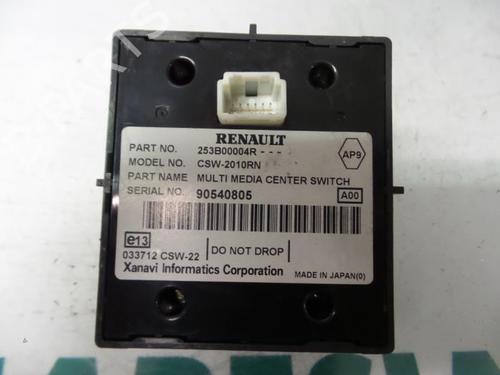 RENAULT
PART NO. 253B00004R - - -
MODEL NO. CSW-2010RN
AP9
PART NAME MULTI MEDIA CENTER SWITCH
SERIAL NO. 90540805
A00
e13
DO NOT DROP
033712 CSW-22
Xanavi Informatics Corporation
MADE IN JAPAN(0)